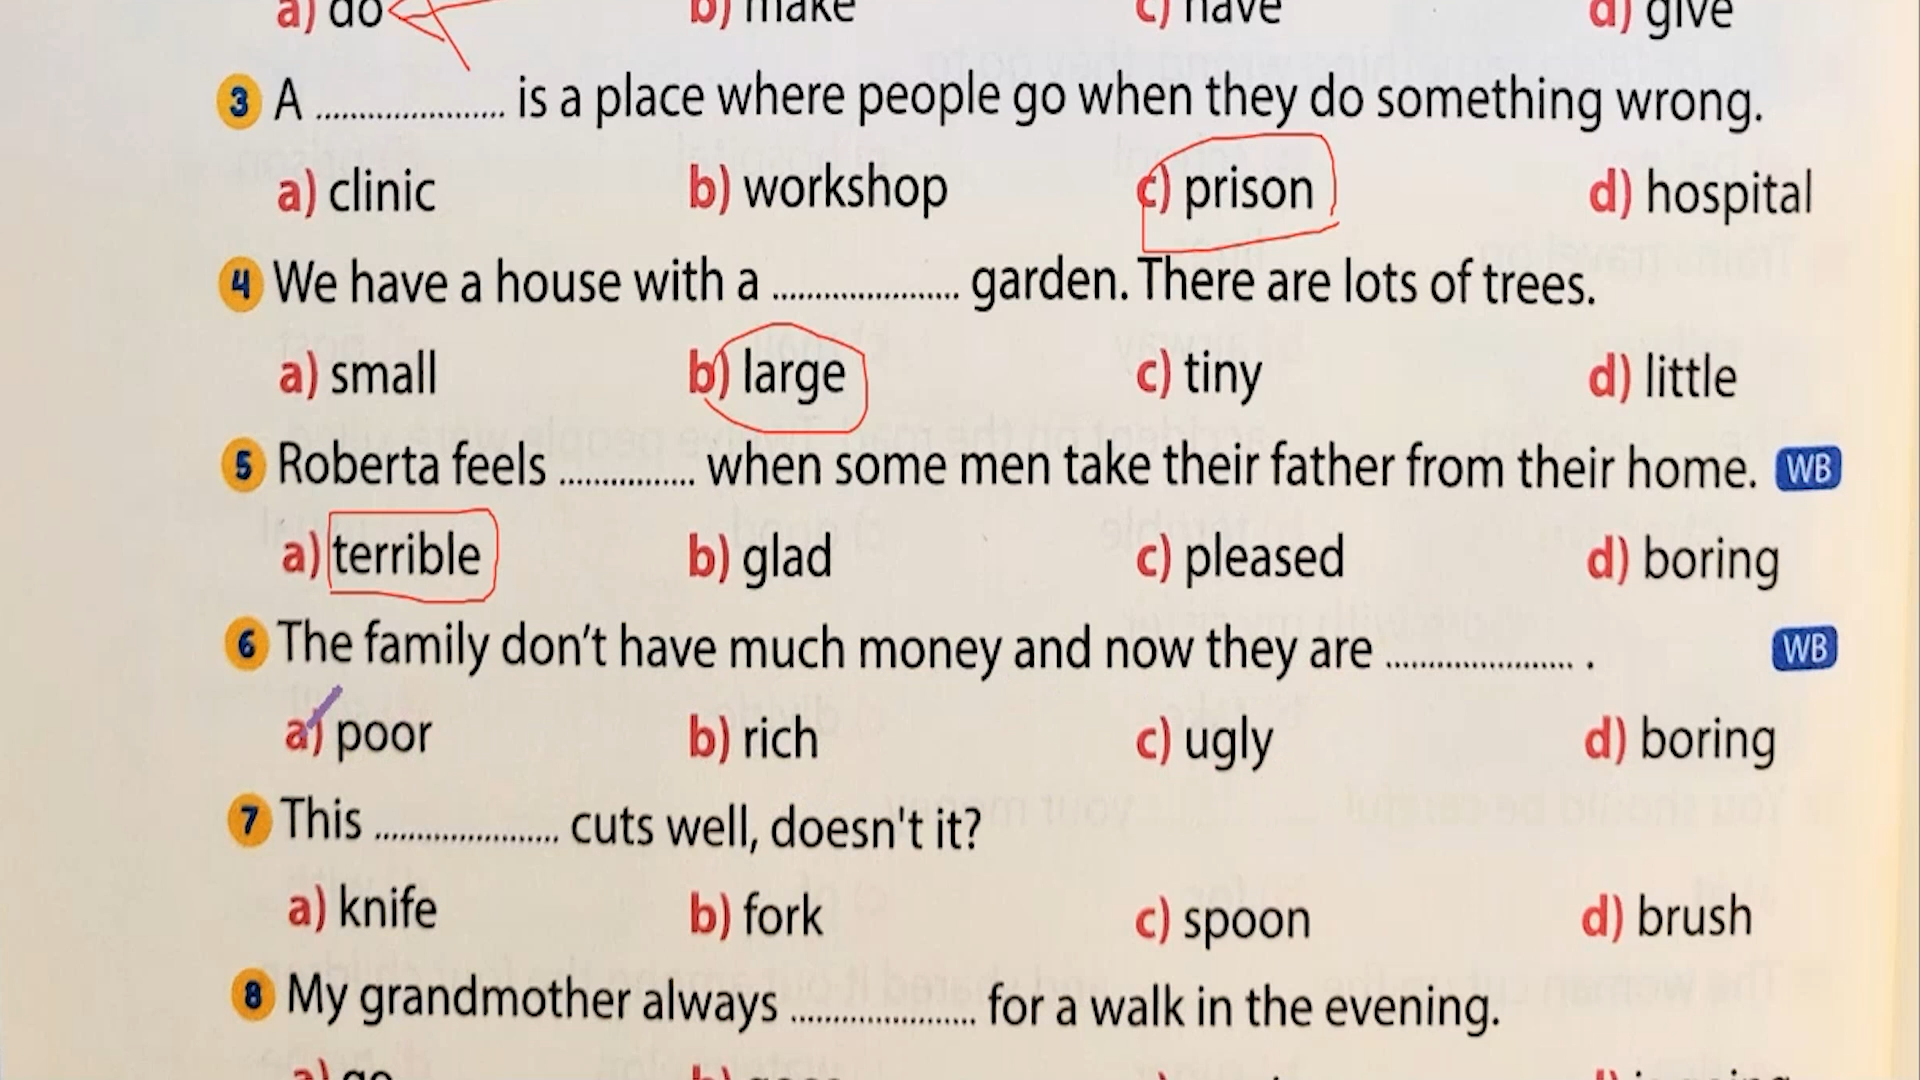 a) do b) make c) have d) give
3 A ...................... is a place where people go when they do something wrong.
a) clinic b) workshop c) prison d) hospital
4 We have a house with a ...................... garden. There are lots of trees.
a) small b) large c) tiny d) little
5 Roberta feels ................ when some men take their father from their home. WB
a) terrible b) glad c) pleased d) boring
6 The family don't have much money and now they are ...................... . WB
a) poor b) rich c) ugly d) boring
7 This ...................... cuts well, doesn't it?
a) knife b) fork c) spoon d) brush
8 My grandmother always ...................... for a walk in the evening.
a) go b) goes